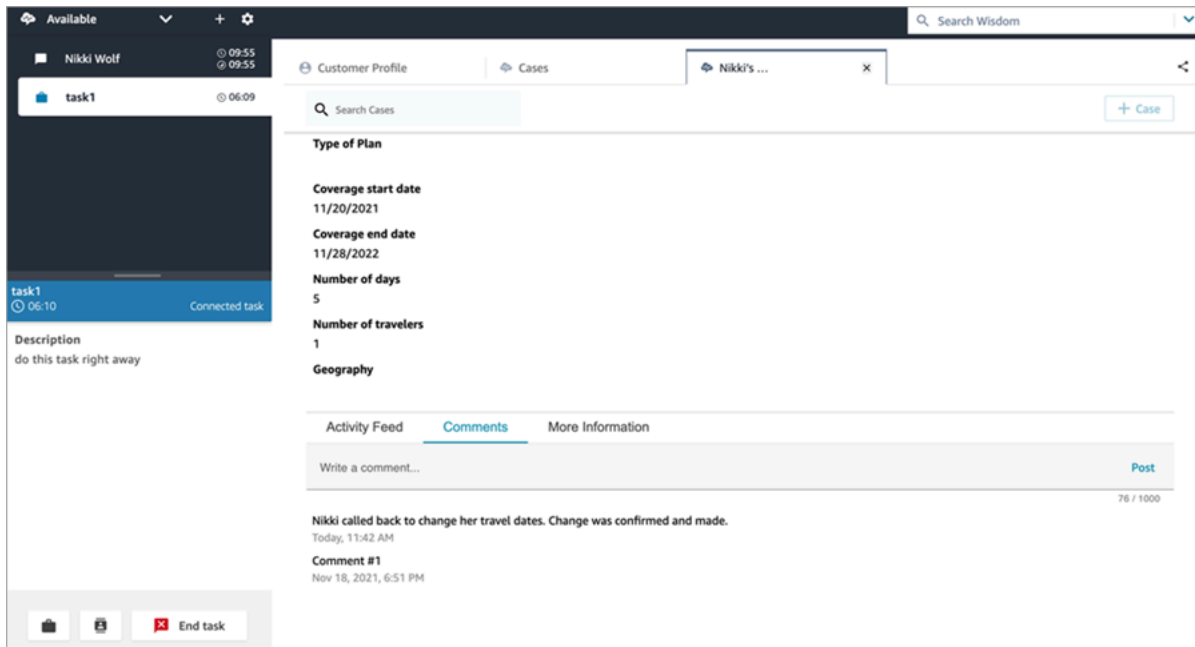 Available
Search Wisdom
Nikki Wolf
09:55
09:55
task1
06:09
Customer Profile
Cases
Nikki's ...
Search Cases
+ Case
Type of Plan
Coverage start date
11/20/2021
Coverage end date
11/28/2022
Number of days
5
Number of travelers
1
Geography
task1
06:10
Connected task
Description
do this task right away
Activity Feed
Comments
More Information
Write a comment...
Post
76 / 1000
Nikki called back to change her travel dates. Change was confirmed and made.
Today, 11:42 AM
Comment #1
Nov 18, 2021, 6:51 PM
End task